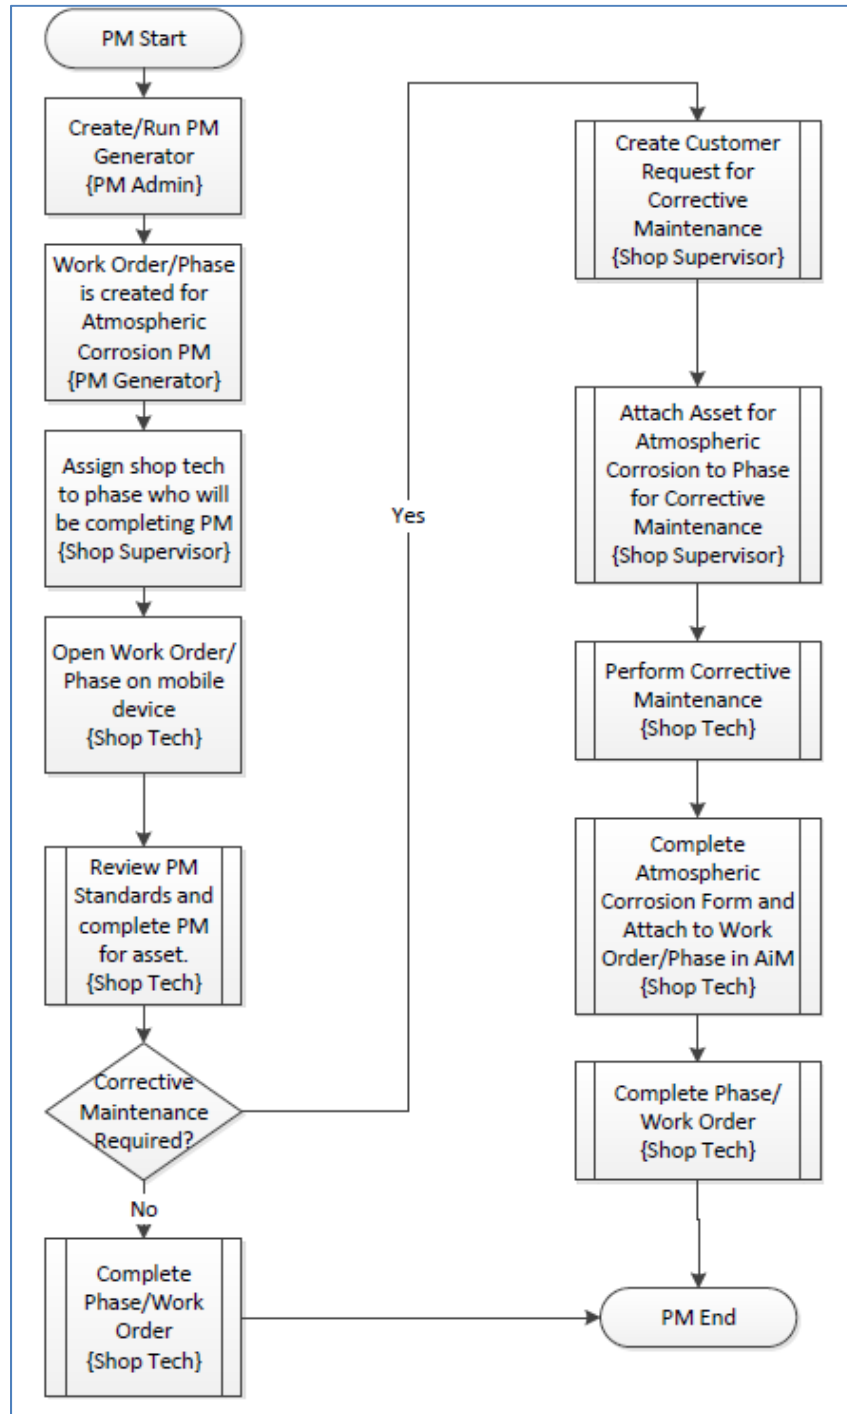 PM Start
Create/Run PM
Generator
{PM Admin}
Work Order/Phase
is created for
Atmospheric
Corrosion PM
{PM Generator}
Assign shop tech
to phase who will
be completing PM
{Shop Supervisor}
Open Work Order/
Phase on mobile
device
{Shop Tech}
Review PM
Standards and
complete PM
for asset.
{Shop Tech}
Corrective
Maintenance
Required?
No
Complete
Phase/Work
Order
{Shop Tech}
Yes
Create Customer
Request for
Corrective
Maintenance
{Shop Supervisor}
Attach Asset for
Atmospheric
Corrosion to Phase
for Corrective
Maintenance
{Shop Supervisor}
Perform Corrective
Maintenance
{Shop Tech}
Complete
Atmospheric
Corrosion Form and
Attach to Work
Order/Phase in AiM
{Shop Tech}
Complete Phase/
Work Order
{Shop Tech}
PM End